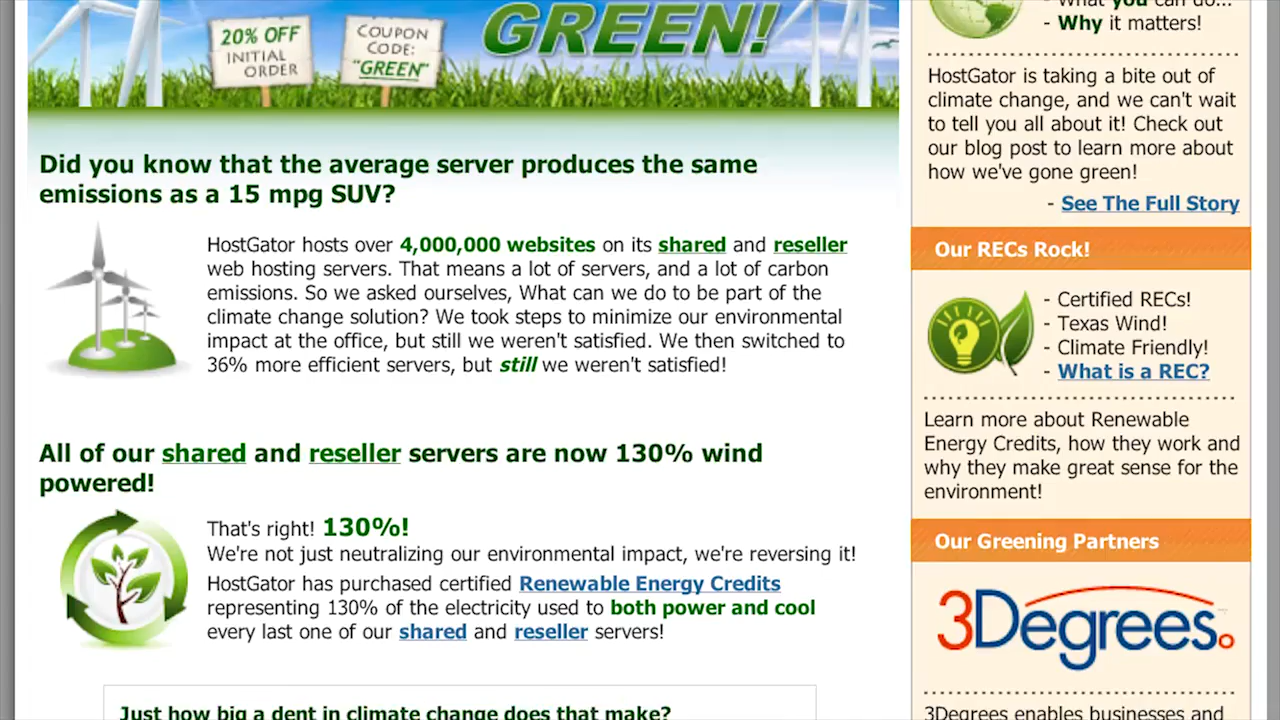 20% OFF
INITIAL
ORDER
COUPON
CODE:
"GREEN"
GREEN!
Did you know that the average server produces the same
emissions as a 15 mpg SUV?
HostGator hosts over 4,000,000 websites on its shared and reseller
web hosting servers. That means a lot of servers, and a lot of carbon
emissions. So we asked ourselves, What can we do to be part of the
climate change solution? We took steps to minimize our environmental
impact at the office, but still we weren't satisfied. We then switched to
36% more efficient servers, but still we weren't satisfied!
All of our shared and reseller servers are now 130% wind
powered!
That's right! 130%!
We're not just neutralizing our environmental impact, we're reversing it!
HostGator has purchased certified Renewable Energy Credits
representing 130% of the electricity used to both power and cool
every last one of our shared and reseller servers!
Just how big a dent in climate change does that make?
- What you can do...
- Why it matters!
HostGator is taking a bite out of
climate change, and we can't wait
to tell you all about it! Check out
our blog post to learn more about
how we've gone green!
- See The Full Story
Our RECs Rock!
- Certified RECs!
- Texas Wind!
- Climate Friendly!
- What is a REC?
Learn more about Renewable
Energy Credits, how they work and
why they make great sense for the
environment!
Our Greening Partners
3Degrees
3Degrees enables businesses and